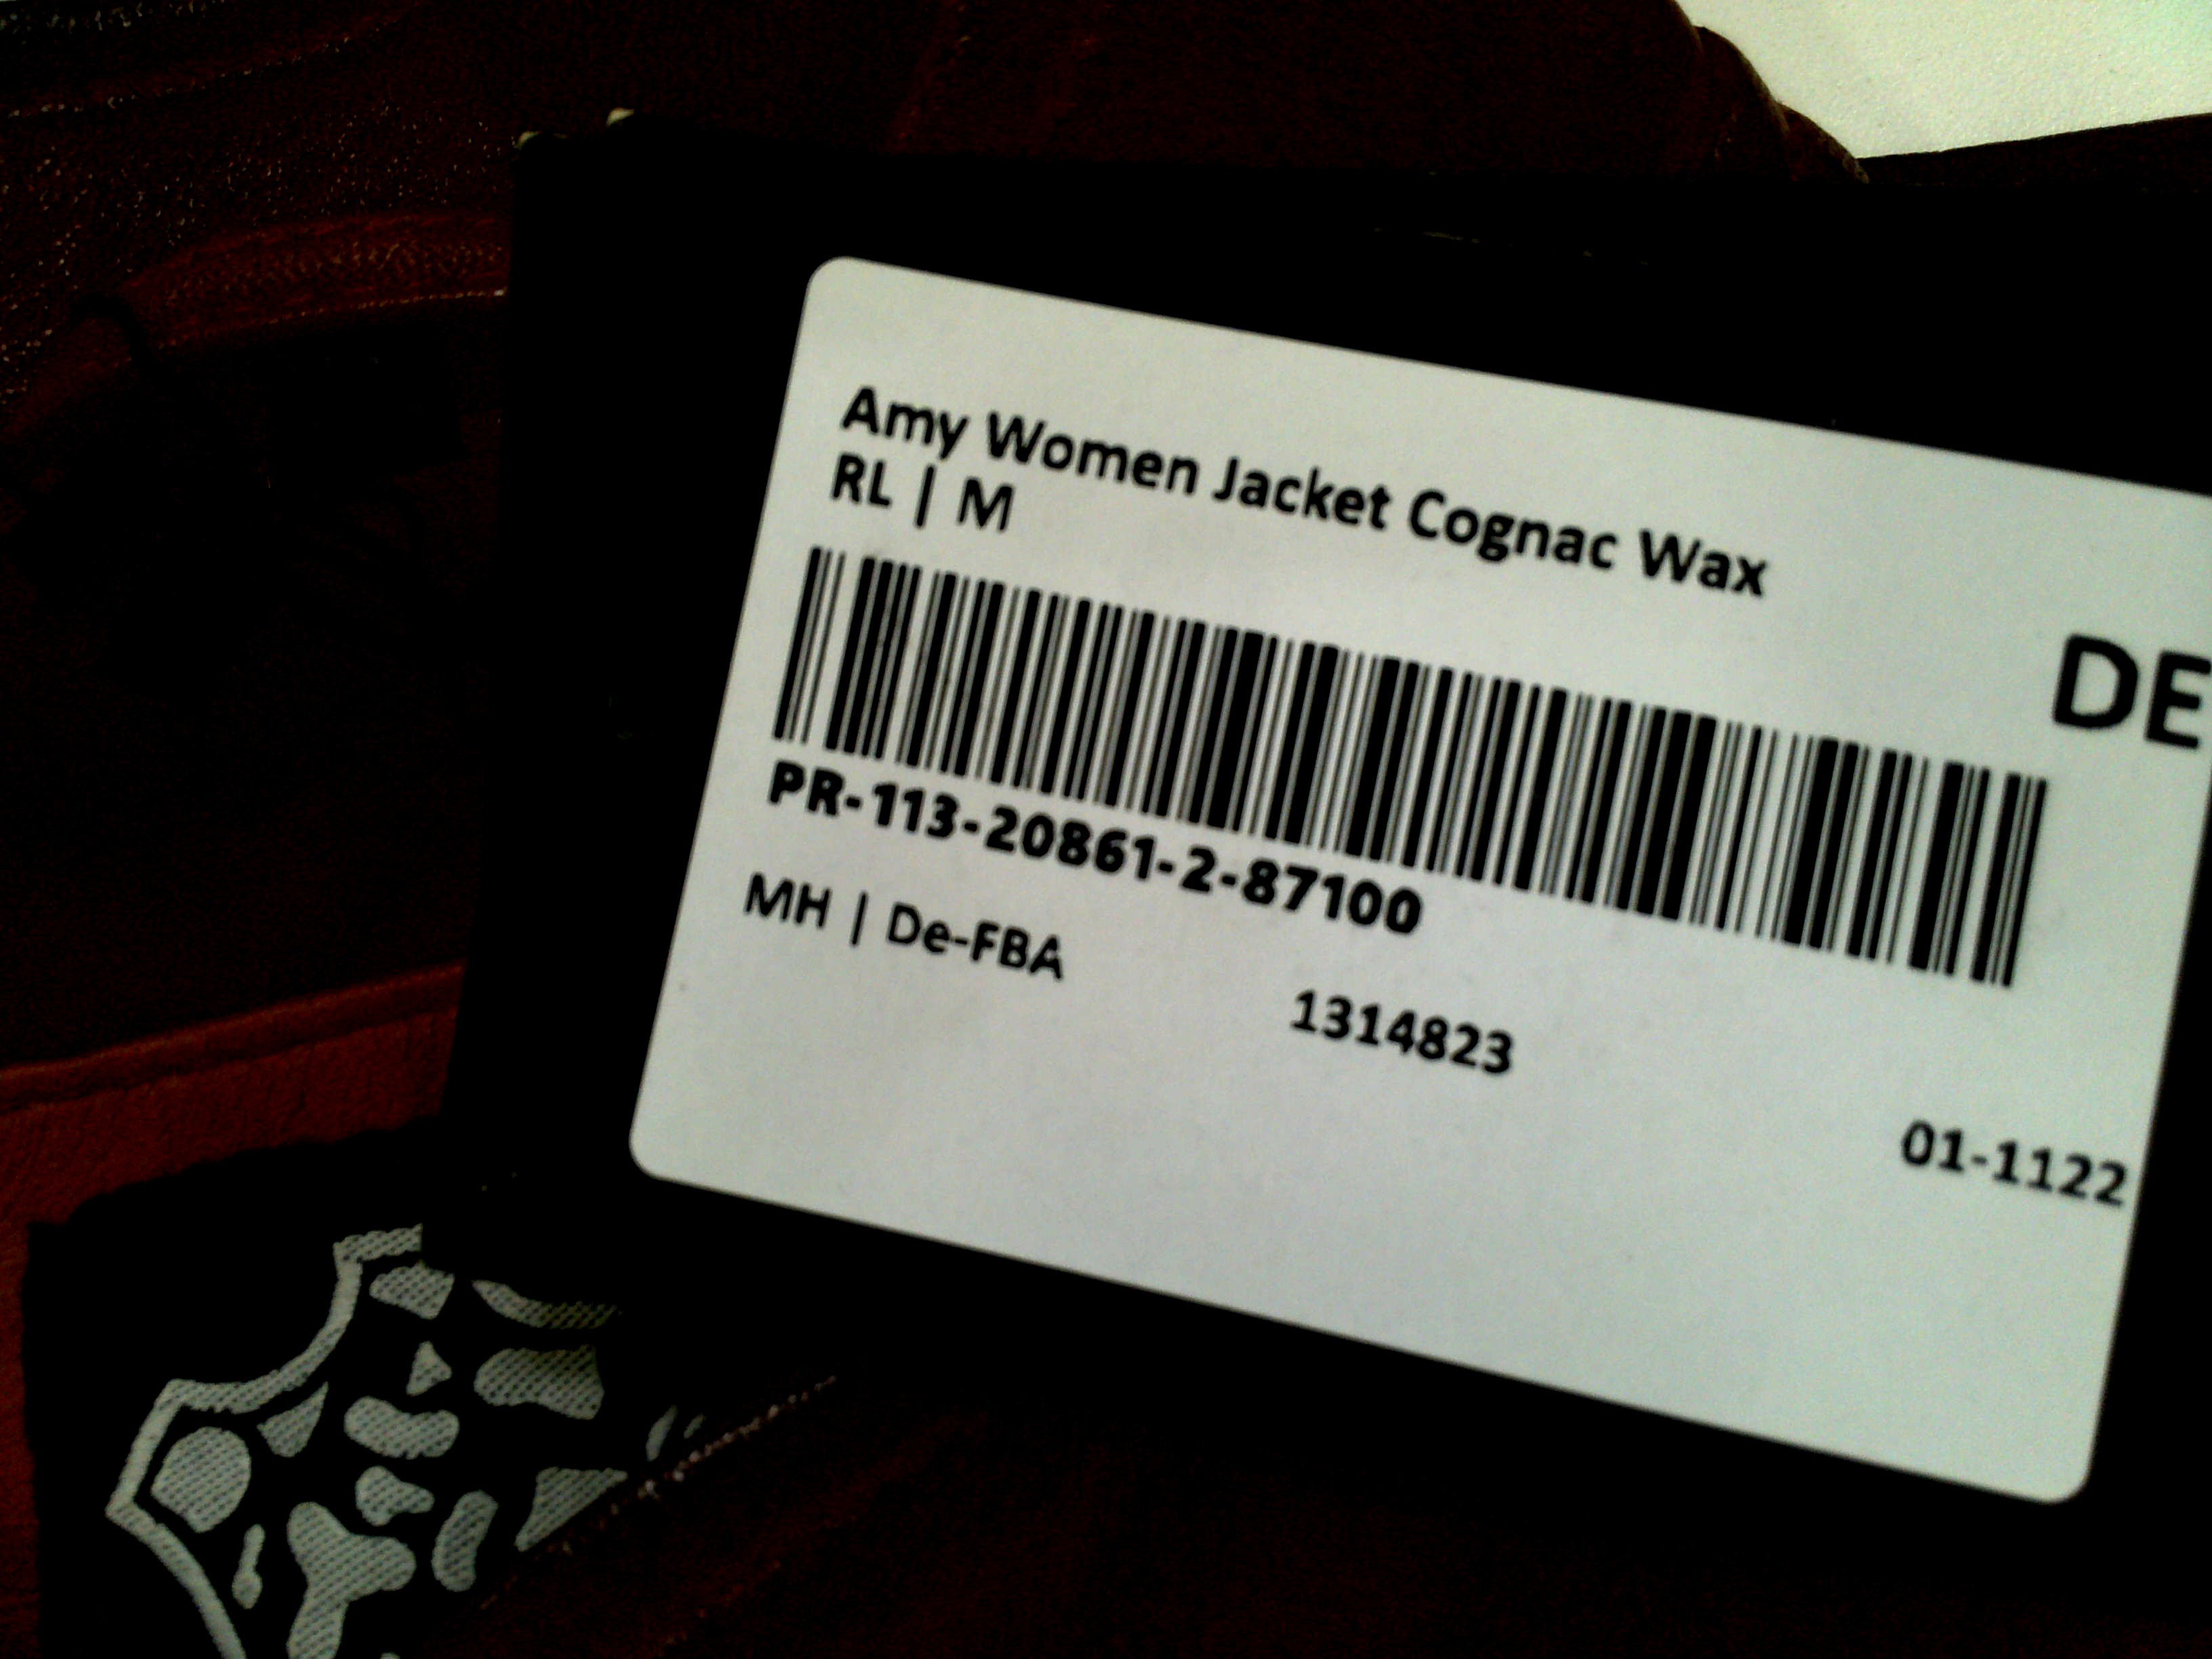 Amy Women Jacket Cognac Wax
RL | M
DE
PR-113-20861-2-87100
MH | De-FBA
1314823
01-1122